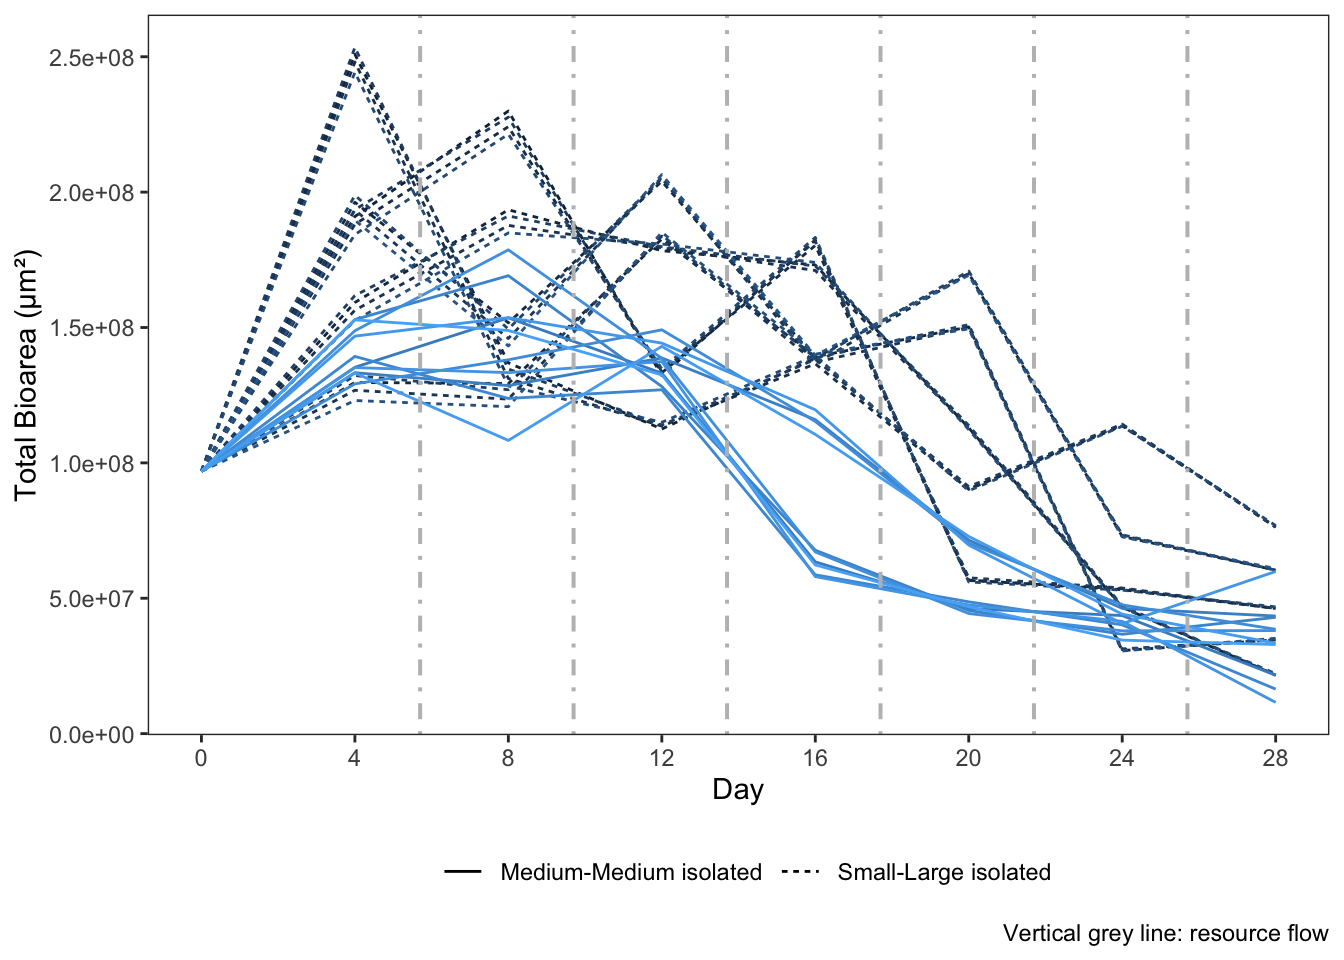 Total Bioarea (µm²)
2.5e+08
2.0e+08
1.5e+08
1.0e+08
5.0e+07
0.0e+00
0 4 8 12 16 20 24 28
Day
Medium-Medium isolated Small-Large isolated
Vertical grey line: resource flow